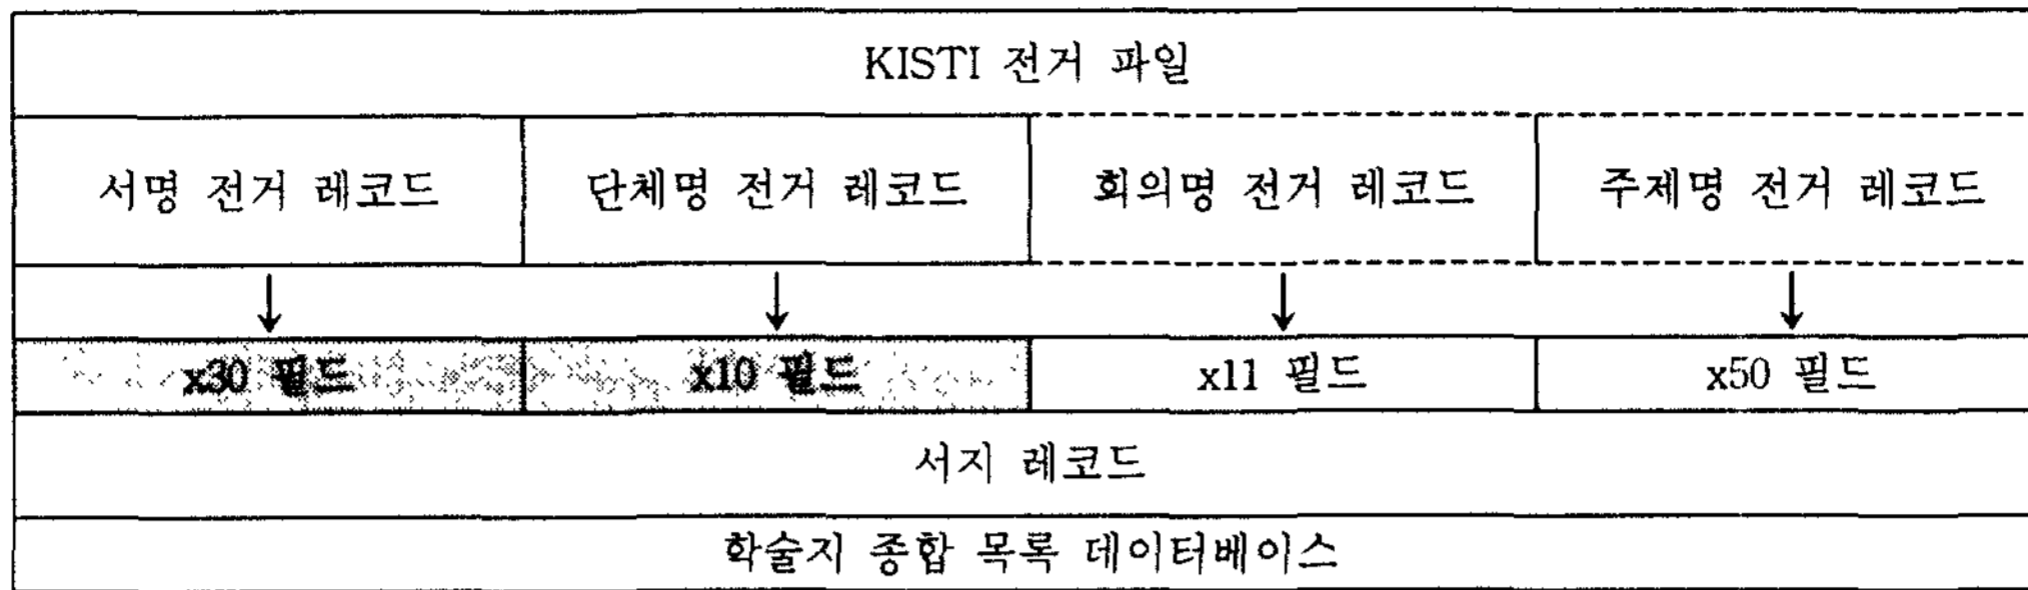 KISTI 전거 파일
서명 전거 레코드 단체명 전거 레코드 회의명 전거 레코드 주제명 전거 레코드
x30 필드 x10 필드 x11 필드 x50 필드
서지 레코드
학술지 종합 목록 데이터베이스